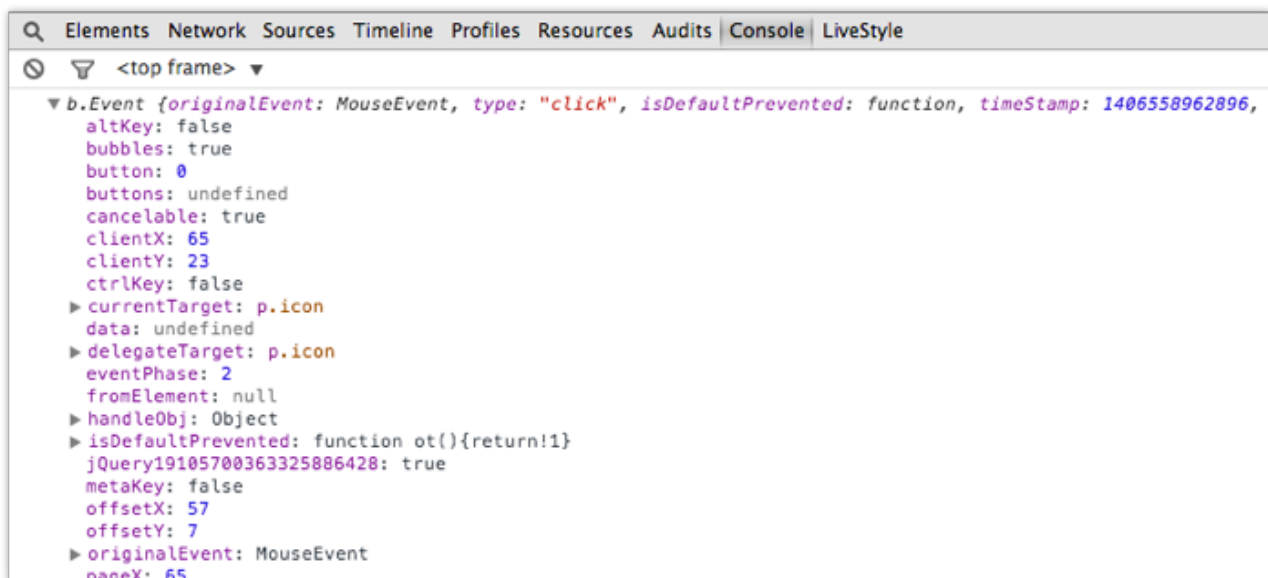 Elements Network Sources Timeline Profiles Resources Audits Console LiveStyle
<top frame> ▼
▼ b.Event {originalEvent: MouseEvent, type: "click", isDefaultPrevented: function, timeStamp: 1406558962896,
altKey: false
bubbles: true
button: 0
buttons: undefined
cancelable: true
clientX: 65
clientY: 23
ctrlKey: false
▶ currentTarget: p.icon
data: undefined
▶ delegateTarget: p.icon
eventPhase: 2
fromElement: null
▶ handleObj: Object
▶ isDefaultPrevented: function ot(){return!1}
jQuery19105700363325886428: true
metaKey: false
offsetX: 57
offsetY: 7
▶ originalEvent: MouseEvent
pageX: 65